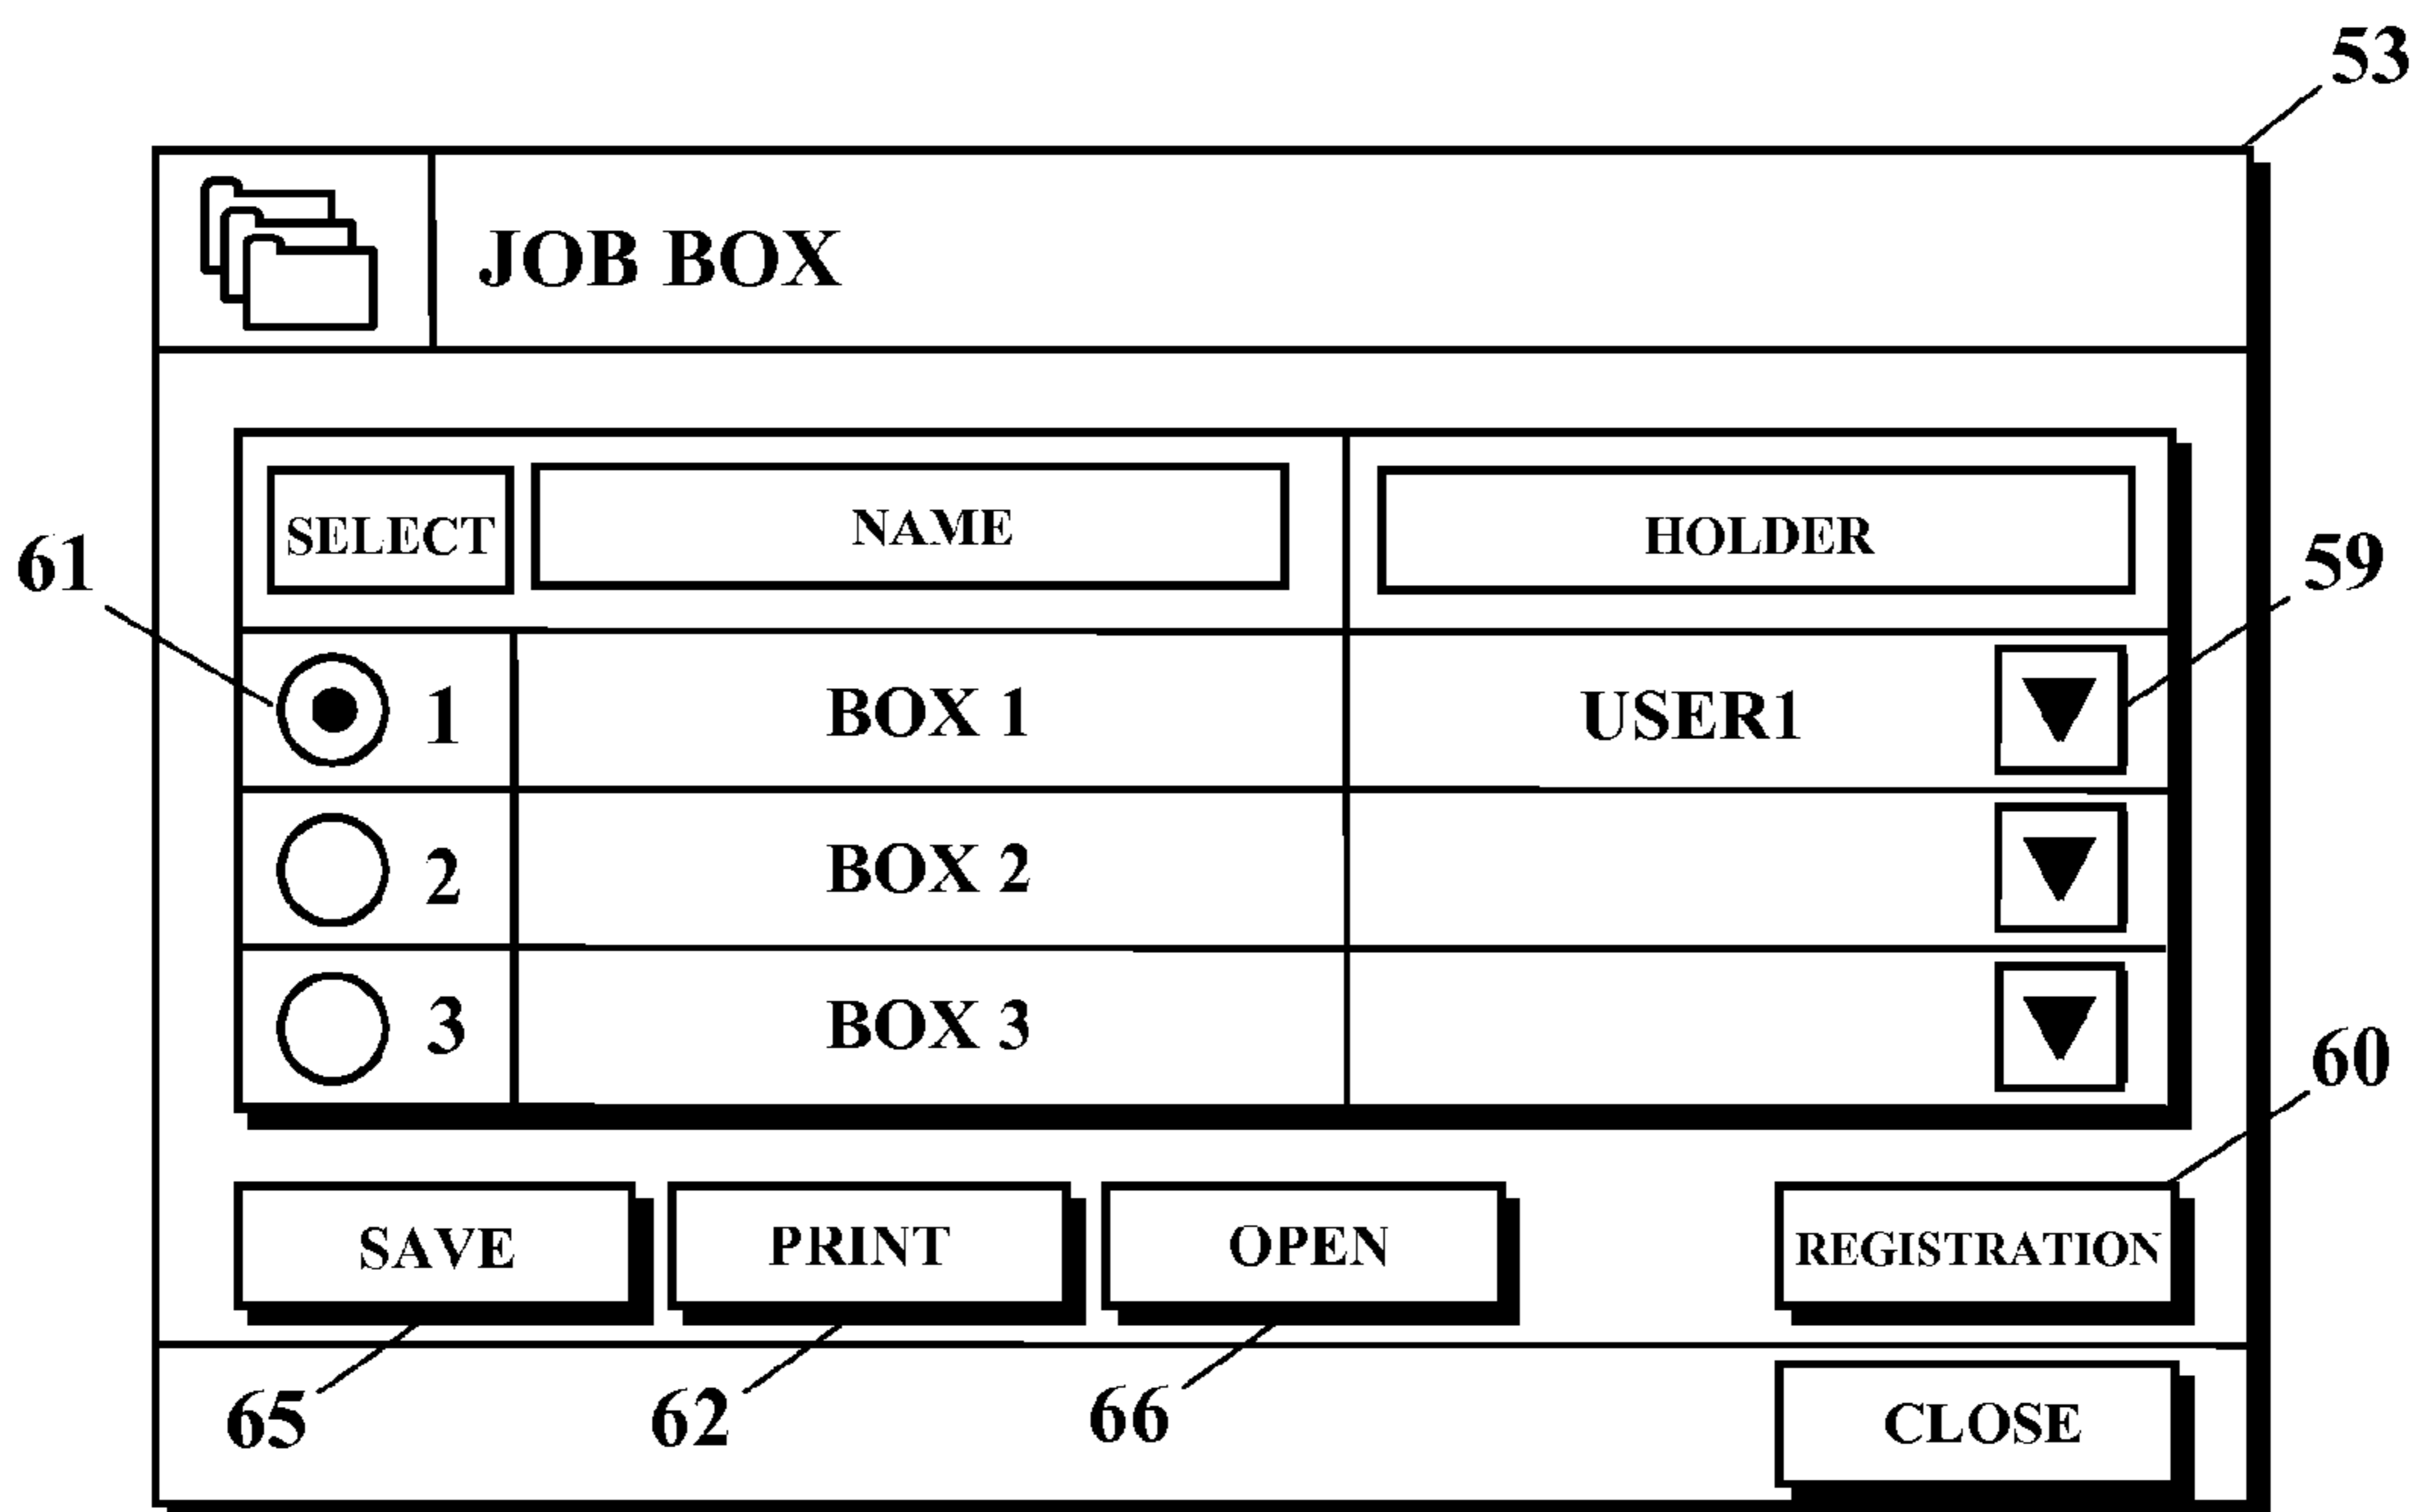 53
JOB BOX
SELECT NAME HOLDER
61 59
1 BOX 1 USER1
2 BOX 2
3 BOX 3
60
SAVE PRINT OPEN REGISTRATION
65 62 66
CLOSE